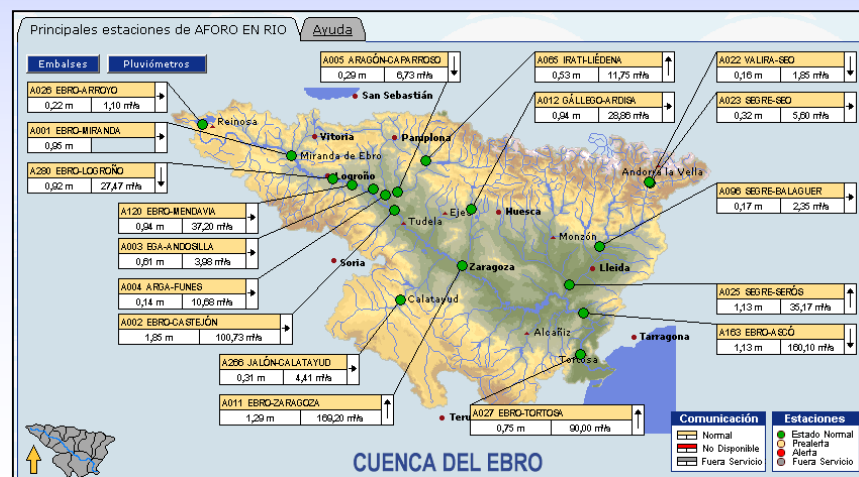 Principales estaciones de AFORO EN RIO
Ayuda
Embalses
Pluviómetros
A005 ARAGÓN-CAPARROSO
0,29 m 6,73 m³/s
A065 IRATI-LIÉDENA
0,53 m 11,75 m³/s
A022 VALIRA-SEO
0,16 m 1,85 m³/s
A026 EBRO-ARROYO
0,22 m 1,10 m³/s
San Sebastián
A012 GÁLLEGO-ARDISA
0,94 m 28,86 m³/s
A023 SEGRE-SEO
0,32 m 5,60 m³/s
Reinosa
A001 EBRO-MIRANDA
0,95 m
Vitoria
Pamplona
Miranda de Ebro
A280 EBRO-LOGROÑO
0,92 m 27,47 m³/s
Logroño
Andorra la Vella
A096 SEGRE-BALAGUER
0,17 m 2,35 m³/s
A120 EBRO-MENDAVIA
0,94 m 37,20 m³/s
Tudela
Eje
Huesca
A003 EGA-ANDOSILLA
0,61 m 3,98 m³/s
Monzón
Soria
Zaragoza
Lleida
A004 ARGA-FUNES
0,14 m 10,68 m³/s
A025 SEGRE-SERÓS
1,13 m 35,17 m³/s
Calatayud
A002 EBRO-CASTEJÓN
1,85 m 100,73 m³/s
A163 EBRO-ASCÓ
1,13 m 160,10 m³/s
Alcañiz
Tarragona
A266 JALÓN-CALATAYUD
0,31 m 4,41 m³/s
Tortosa
A011 EBRO-ZARAGOZA
1,29 m 169,20 m³/s
Teru
A027 EBRO-TORTOSA
0,75 m 90,00 m³/s
CUENCA DEL EBRO
Comunicación
Normal
No Disponible
Fuera Servicio
Estaciones
Estado Normal
Prealerta
Alerta
Fuera Servicio